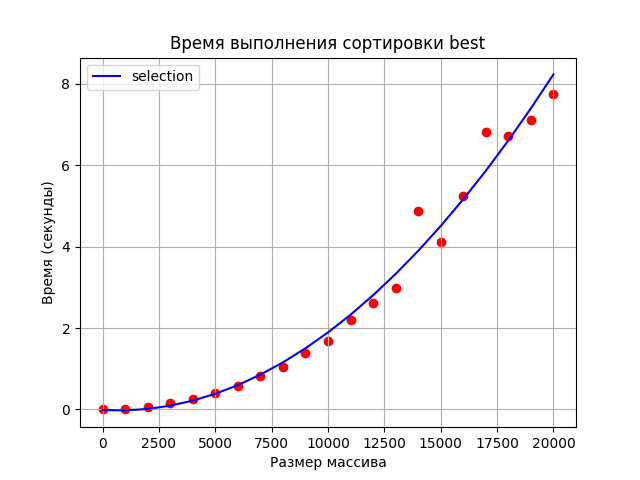 Время выполнения сортировки best
selection
8
6
4
2
0
Время (секунды)
0 2500 5000 7500 10000 12500 15000 17500 20000
Размер массива